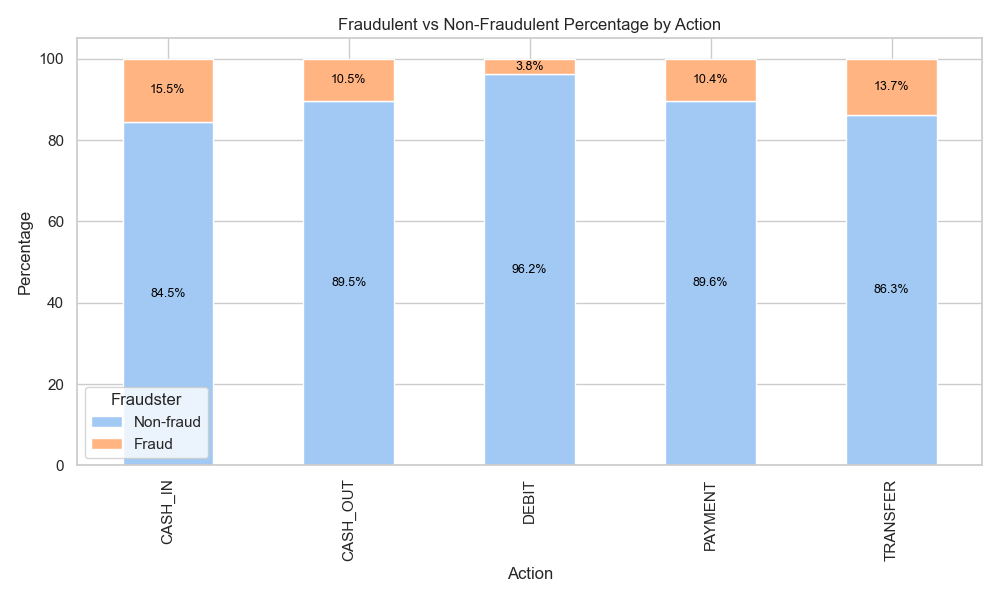 Fraudulent vs Non-Fraudulent Percentage by Action
Percentage
100
80
60
40
20
0
15.5%
10.5%
3.8%
10.4%
13.7%
84.5%
89.5%
96.2%
89.6%
86.3%
Fraudster
Non-fraud
Fraud
CASH_IN
CASH_OUT
DEBIT
PAYMENT
TRANSFER
Action